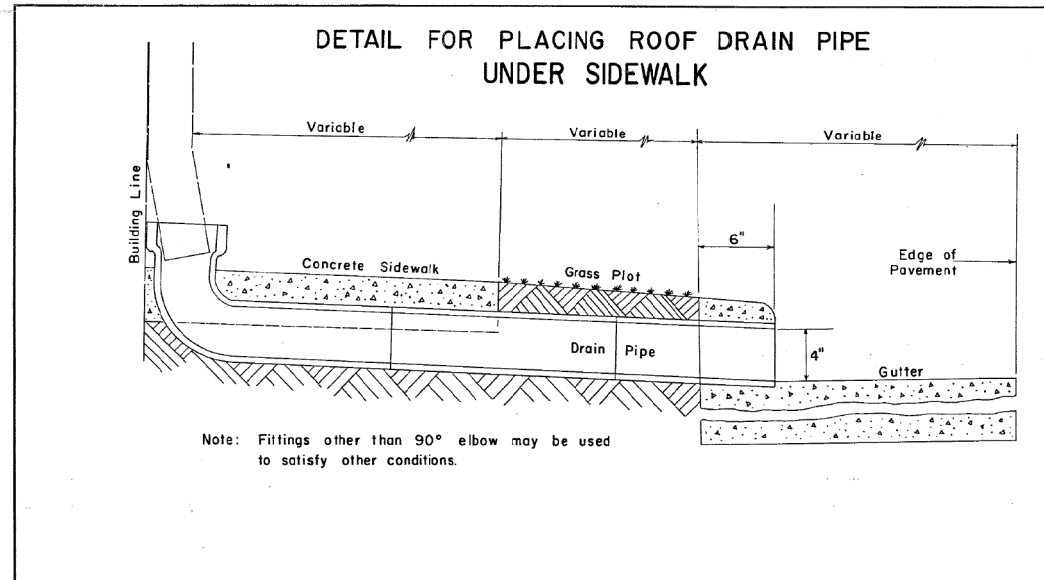 DETAIL FOR PLACING ROOF DRAIN PIPE
UNDER SIDEWALK
Variable
Variable
Variable
Building Line
6"
Concrete Sidewalk
Grass Plot
Edge of
Pavement
Drain Pipe
4"
Gutter
Note: Fittings other than 90° elbow may be used
to satisfy other conditions.